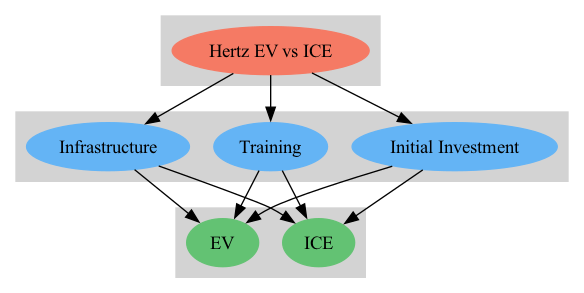 Hertz EV vs ICE
Infrastructure
Training
Initial Investment
EV
ICE